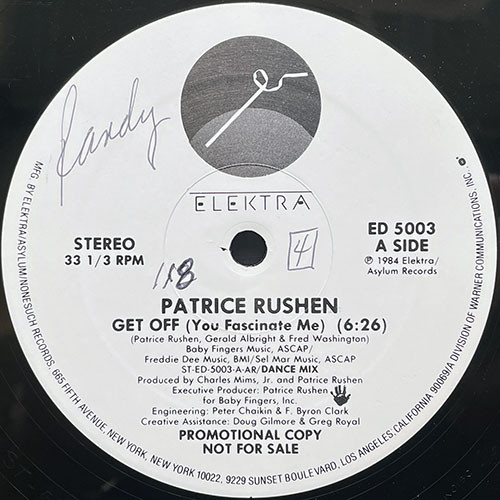 Randy
ELEKTRA
STEREO
33 1/3 RPM
ED 5003
A SIDE
℗ 1984 Elektra/
Asylum Records
118
4
PATRICE RUSHEN
GET OFF (You Fascinate Me) (6:26)
(Patrice Rushen, Gerald Albright & Fred Washington)
Baby Fingers Music, ASCAP/
Freddie Dee Music, BMI/Sel Mar Music, ASCAP
ST-ED-5003-A-AR/DANCE MIX
Produced by Charles Mims, Jr. and Patrice Rushen
Executive Producer: Patrice Rushen
for Baby Fingers, Inc.
Engineering: Peter Chaikin & F. Byron Clark
Creative Assistance: Doug Gilmore & Greg Royal
PROMOTIONAL COPY
NOT FOR SALE
MFG. BY ELEKTRA/ASYLUM/NONESUCH RECORDS, 665 FIFTH AVENUE, NEW YORK, NEW YORK 10022, 9229 SUNSET BOULEVARD, LOS ANGELES, CALIFORNIA 90069/A DIVISION OF WARNER COMMUNICATIONS, INC.